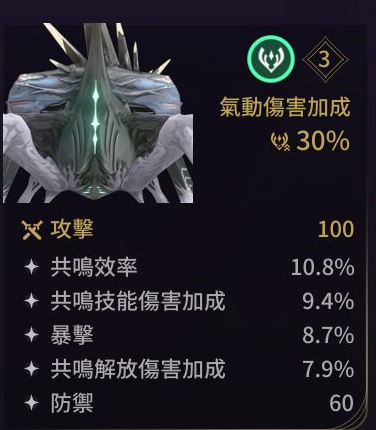 3
氣動傷害加成
30%
攻擊 100
共鳴效率 10.8%
共鳴技能傷害加成 9.4%
暴擊 8.7%
共鳴解放傷害加成 7.9%
防禦 60